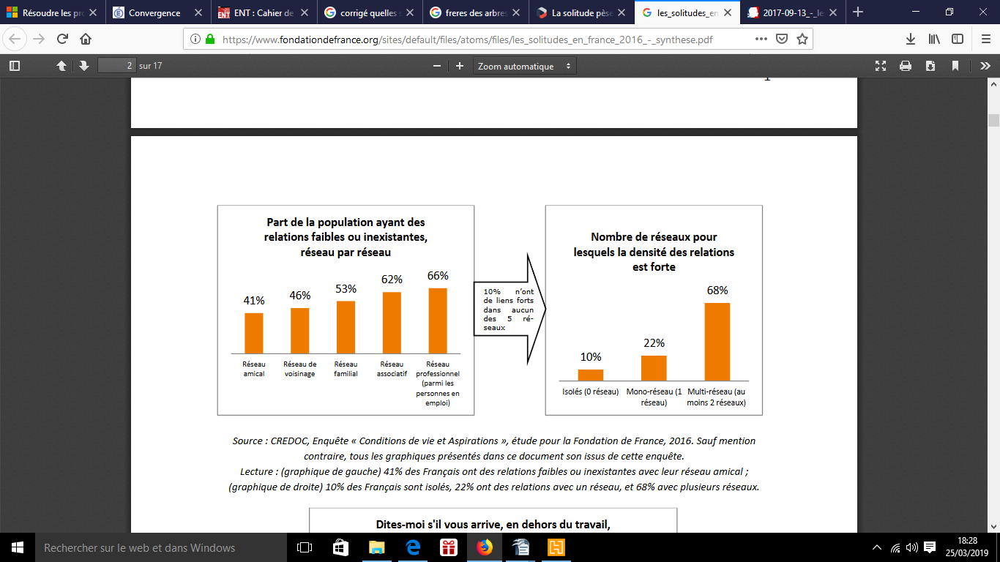 Résoudre les pr
Convergence
ENT : Cahier de
corrigé quelles
freres des arbres
La solitude pèse
les_solitudes_en
2017-09-13_-_le
https://www.fondationdefrance.org/sites/default/files/atoms/files/les_solitudes_en_france_2016_-_synthese.pdf
2 sur 17
Zoom automatique
Part de la population ayant des
relations faibles ou inexistantes,
réseau par réseau
41%
46%
53%
62%
66%
Réseau
amical
Réseau de
voisinage
Réseau
familial
Réseau
associatif
Réseau
professionnel
(parmi les
personnes en
emploi)
10% n’ont
de liens forts
dans aucun
des 5 ré-
seaux
Nombre de réseaux pour
lesquels la densité des relations
est forte
10%
22%
68%
Isolés (0 réseau)
Mono-réseau (1
réseau)
Multi-réseau (au
moins 2 réseaux)
Source : CREDOC, Enquête « Conditions de vie et Aspirations », étude pour la Fondation de France, 2016. Sauf mention
contraire, tous les graphiques présentés dans ce document son issus de cette enquête.
Lecture : (graphique de gauche) 41% des Français ont des relations faibles ou inexistantes avec leur réseau amical ;
(graphique de droite) 10% des Français sont isolés, 22% ont des relations avec un réseau, et 68% avec plusieurs réseaux.
Dites-moi s'il vous arrive, en dehors du travail,
Rechercher sur le web et dans Windows
18:28
25/03/2019